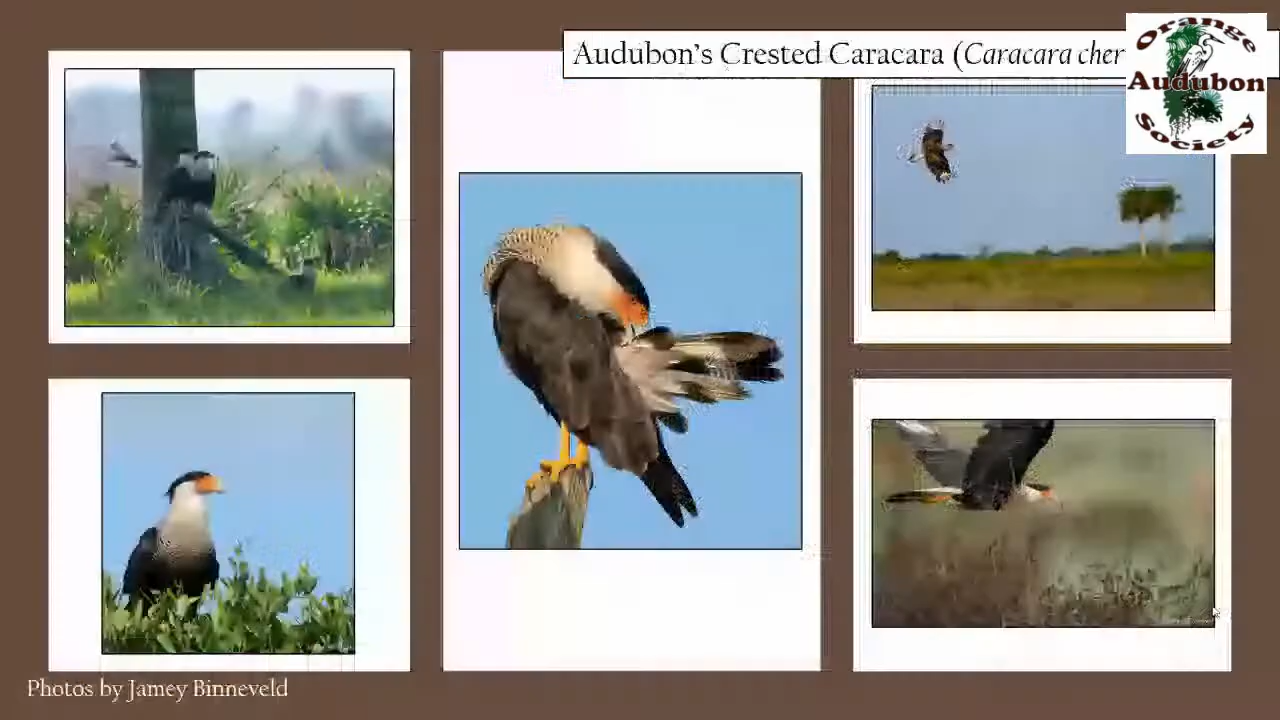 Audubon's Crested Caracara (Caracara cher
Orange
Audubon
Society
Photos by Jamey Binneveld